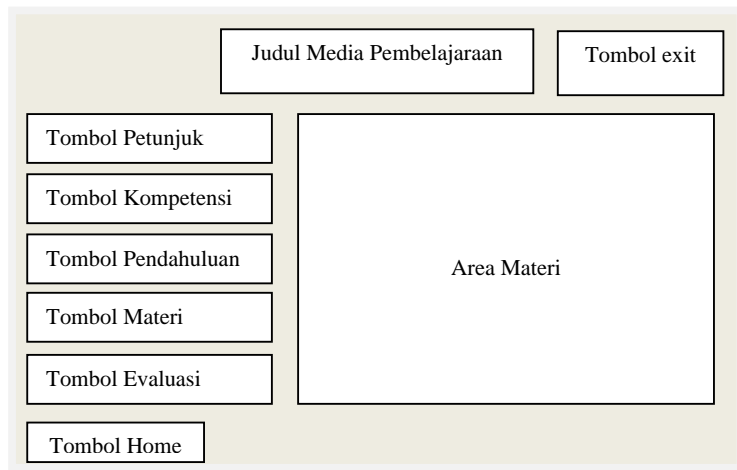 Judul Media Pembelajaraan
Tombol exit
Tombol Petunjuk
Tombol Kompetensi
Tombol Pendahuluan
Tombol Materi
Tombol Evaluasi
Area Materi
Tombol Home